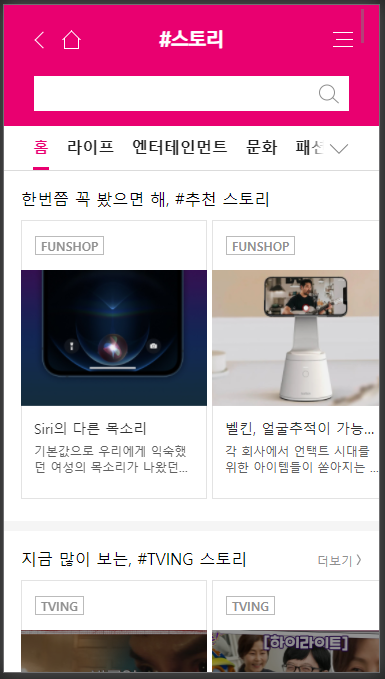 #스토리
홈 라이프 엔터테인먼트 문화 패션
한번쯤 꼭 봤으면 해, #추천 스토리
FUNSHOP
FUNSHOP
Siri의 다른 목소리
기본값으로 우리에게 익숙했
던 여성의 목소리가 나왔던...
벨킨, 얼굴추적이 가능...
각 회사에서 언택트 시대를
위한 아이템들이 쏟아지는 ...
지금 많이 보는, #TVING 스토리
더보기
TVING
TVING
[하이라이트]